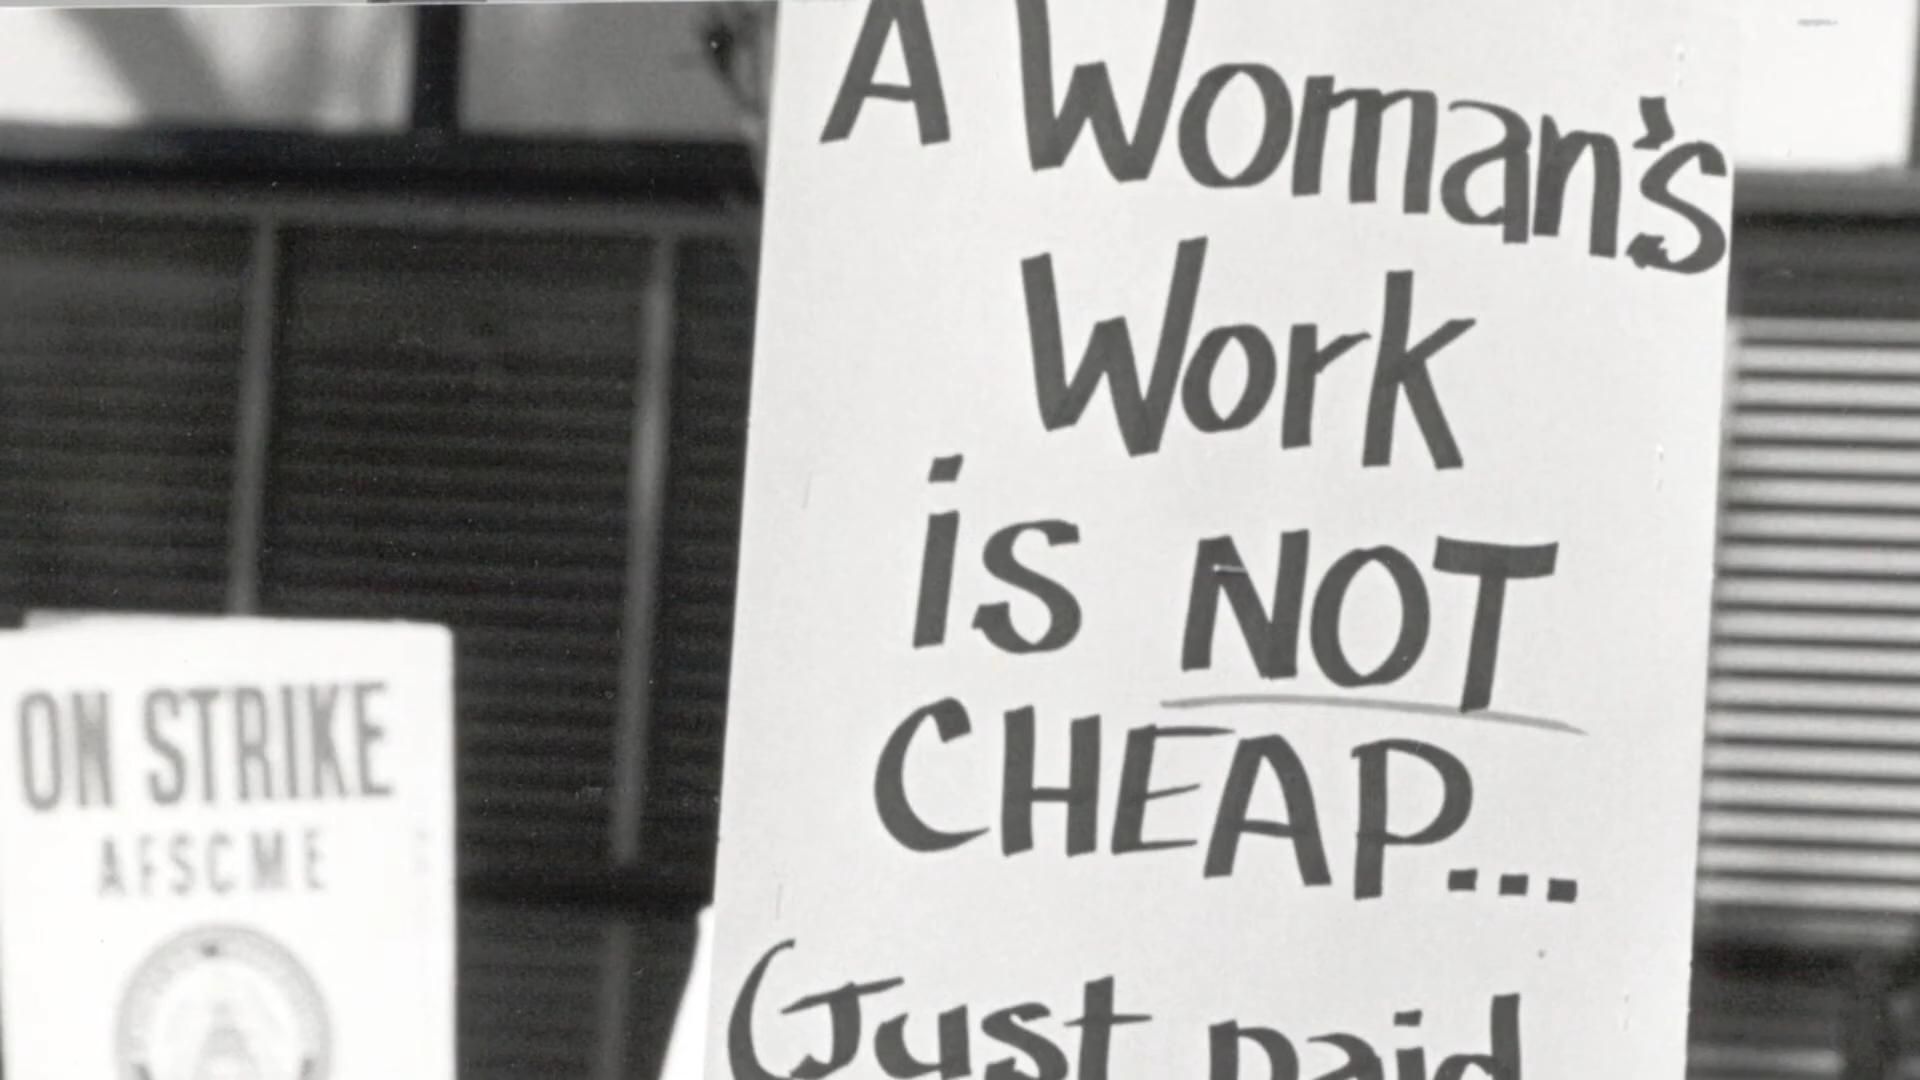 A Woman's
Work
is NOT
CHEAP...
(Just paid
ON STRIKE
AFSCME